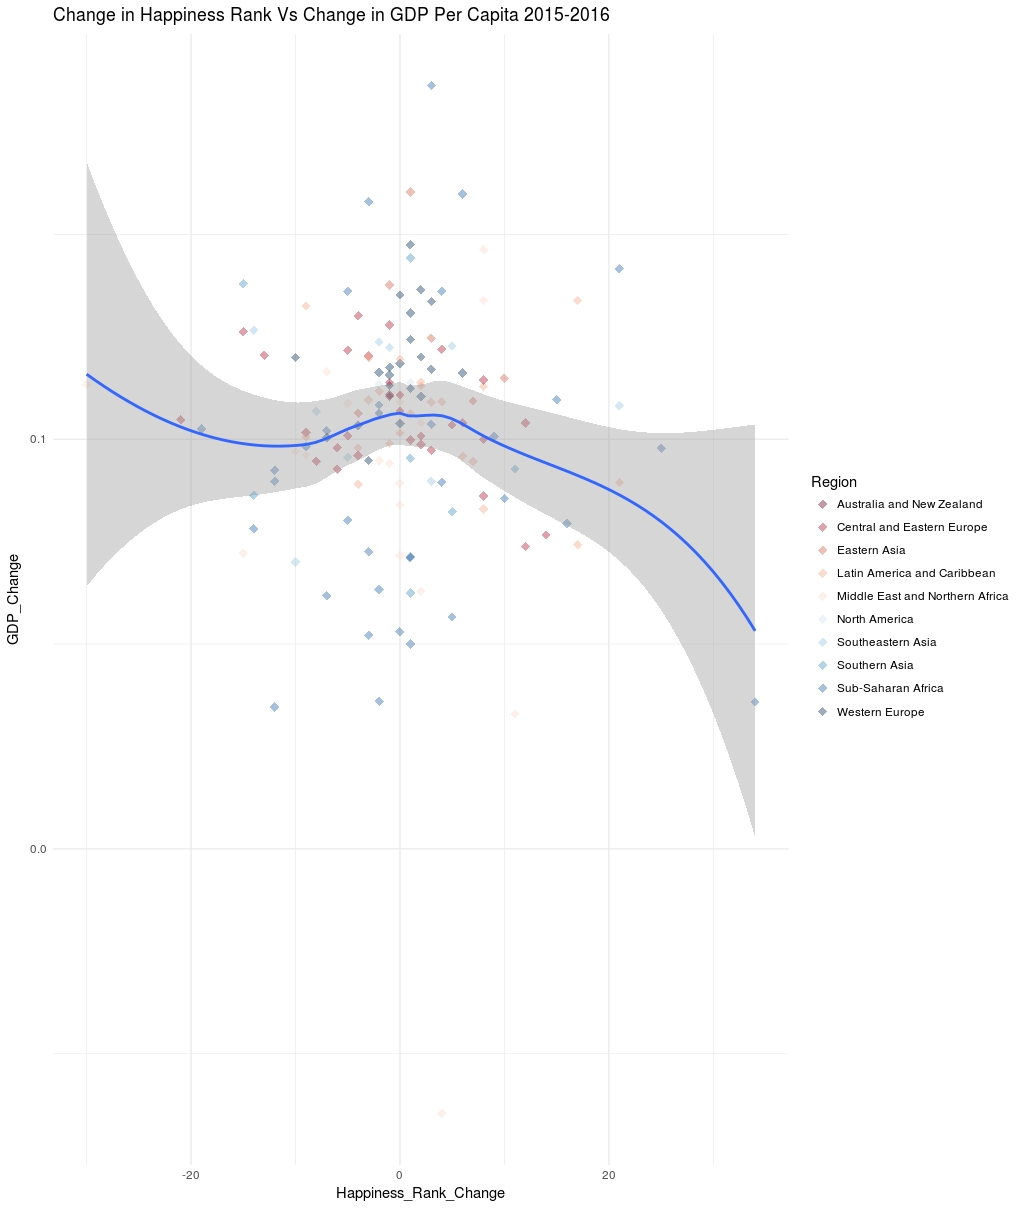 Change in Happiness Rank Vs Change in GDP Per Capita 2015-2016
GDP_Change
0.1
0.0
-20
0
20
Happiness_Rank_Change
Region
Australia and New Zealand
Central and Eastern Europe
Eastern Asia
Latin America and Caribbean
Middle East and Northern Africa
North America
Southeastern Asia
Southern Asia
Sub-Saharan Africa
Western Europe